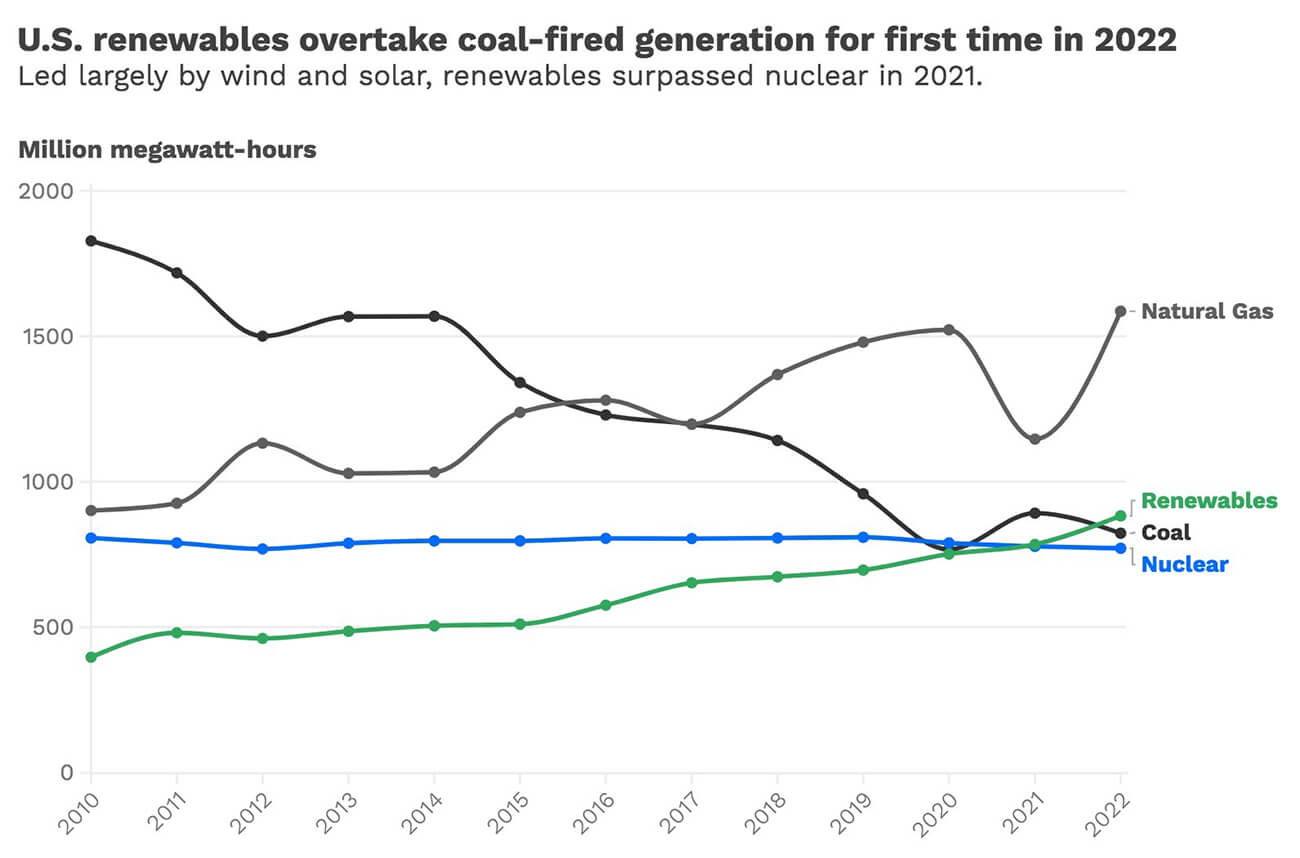 U.S. renewables overtake coal-fired generation for first time in 2022
Led largely by wind and solar, renewables surpassed nuclear in 2021.
Million megawatt-hours
2000
1500
1000
500
0
Natural Gas
Renewables
Coal
Nuclear
2010
2011
2012
2013
2014
2015
2016
2017
2018
2019
2020
2021
2022